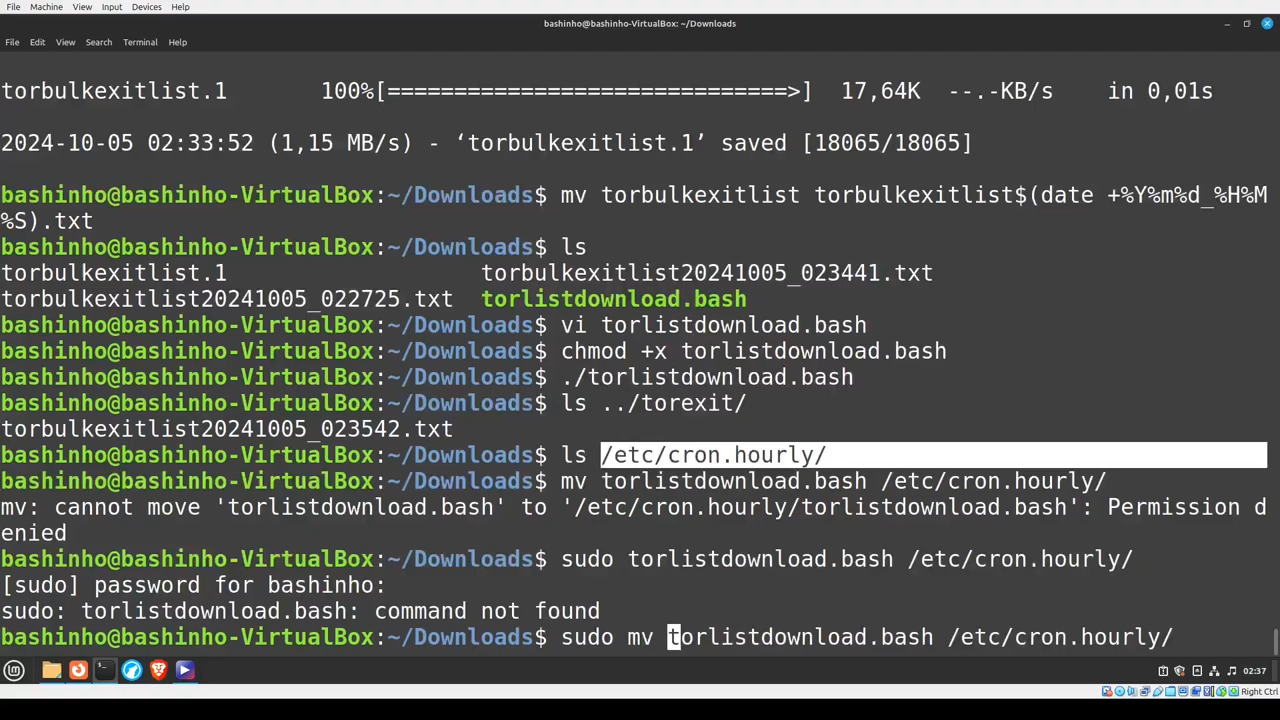 File Machine View Input Devices Help
bashinho@bashinho-VirtualBox: ~/Downloads
File Edit View Search Terminal Help
torbulkexitlist.1 100%[==============================>] 17,64K --.-KB/s in 0,01s
2024-10-05 02:33:52 (1,15 MB/s) - ‘torbulkexitlist.1’ saved [18065/18065]
bashinho@bashinho-VirtualBox:~/Downloads$ mv torbulkexitlist torbulkexitlist$(date +%Y%m%d_%H%M
%S).txt
bashinho@bashinho-VirtualBox:~/Downloads$ ls
torbulkexitlist.1 torbulkexitlist20241005_023441.txt
torbulkexitlist20241005_022725.txt torlistdownload.bash
bashinho@bashinho-VirtualBox:~/Downloads$ vi torlistdownload.bash
bashinho@bashinho-VirtualBox:~/Downloads$ chmod +x torlistdownload.bash
bashinho@bashinho-VirtualBox:~/Downloads$ ./torlistdownload.bash
bashinho@bashinho-VirtualBox:~/Downloads$ ls ../torexit/
torbulkexitlist20241005_023542.txt
bashinho@bashinho-VirtualBox:~/Downloads$ ls /etc/cron.hourly/
bashinho@bashinho-VirtualBox:~/Downloads$ mv torlistdownload.bash /etc/cron.hourly/
mv: cannot move 'torlistdownload.bash' to '/etc/cron.hourly/torlistdownload.bash': Permission d
enied
bashinho@bashinho-VirtualBox:~/Downloads$ sudo torlistdownload.bash /etc/cron.hourly/
[sudo] password for bashinho:
sudo: torlistdownload.bash: command not found
bashinho@bashinho-VirtualBox:~/Downloads$ sudo mv torlistdownload.bash /etc/cron.hourly/
02:37
Right Ctrl